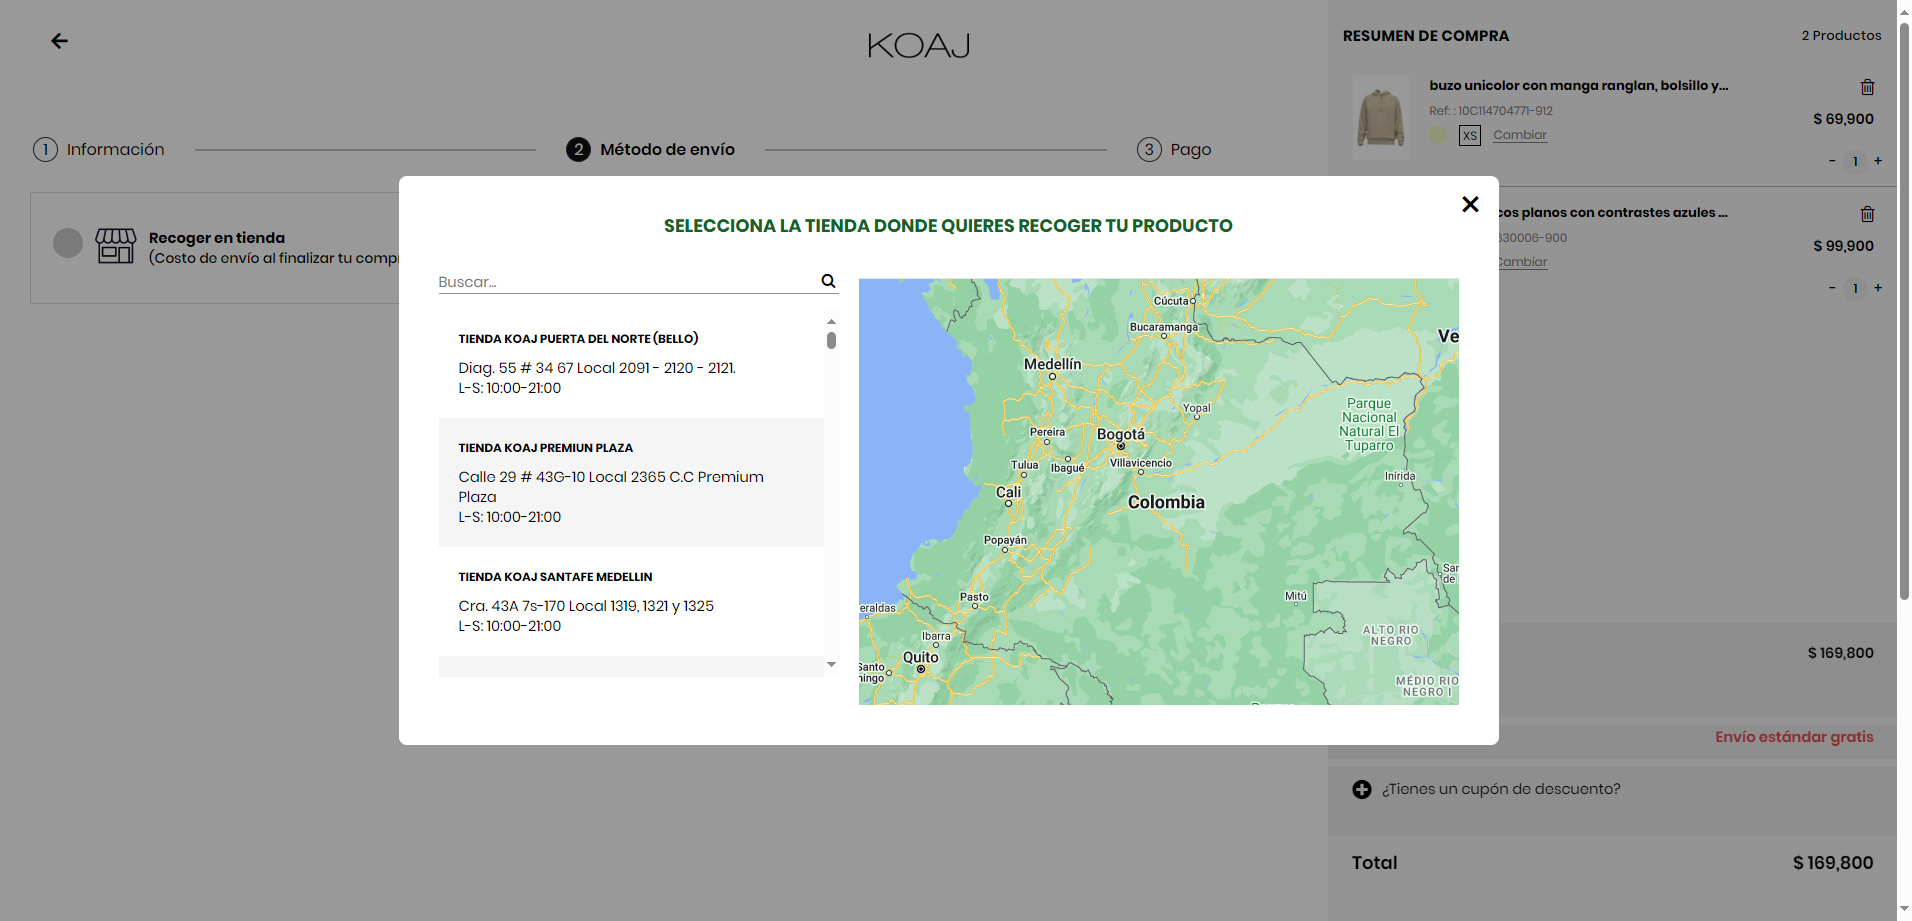 KOAJ
1 Información
2 Método de envío
3 Pago
Recoger en tienda
(Costo de envío al finalizar tu
RESUMEN DE COMPRA
2 Productos
buzo unicolor con manga ranglan, bolsillo y...
Ref: : 10C114704771-912
XS Cambiar
$ 69,900
- 1 +
planos con contrastes azules ...
330006-900
Cambiar
$ 99,900
- 1 +
SELECCIONA LA TIENDA DONDE QUIERES RECOGER TU PRODUCTO
Buscar...
TIENDA KOAJ PUERTA DEL NORTE (BELLO)
Diag. 55 # 34 67 Local 2091 - 2120 - 2121.
L-S: 10:00-21:00
TIENDA KOAJ PREMIUN PLAZA
Calle 29 # 43G-10 Local 2365 C.C Premium
Plaza
L-S: 10:00-21:00
TIENDA KOAJ SANTAFE MEDELLIN
Cra. 43A 7s-170 Local 1319, 1321 y 1325
L-S: 10:00-21:00
Cúcuta
Bucaramanga
Ve
Medellín
Yopal
Parque
Nacional
Natural El
Tuparro
Pereira
Bogotá
Tulua
Ibagué
Villavicencio
Inírida
Cali
Colombia
Popayán
San
de
Pasto
Mitú
eraldas
Ibarra
ALTO RIO
NEGRO
Quito
Santo
ningo
MÉDIO RIO
NEGRO I
$ 169,800
Envío estándar gratis
¿Tienes un cupón de descuento?
Total
$ 169,800